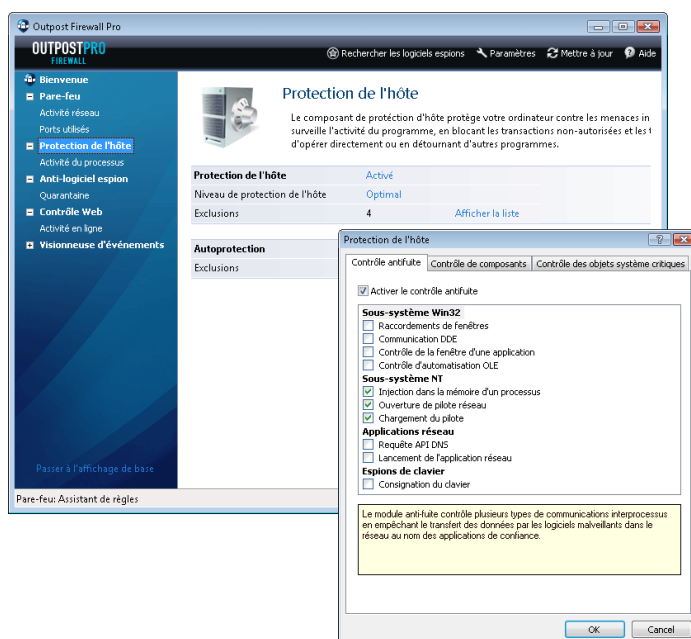 Outpost Firewall Pro
OUTPOSTPRO
FIREWALL
Rechercher les logiciels espions Paramètres Mettre à jour Aide
Bienvenue
Pare-feu
Activité réseau
Ports utilisés
Protection de l'hôte
Activité du processus
Anti-logiciel espion
Quarantaine
Contrôle Web
Activité en ligne
Visionneuse d'événements
Passer à l'affichage de base
Protection de l'hôte
Le composant de protéction d'hôte protège votre ordinateur contre les menaces in
surveille l'activité du programme, en blocant les transactions non-autorisées et les t
d'opérer directement ou en détournant d'autres programmes.
Protection de l'hôte Activé
Niveau de protection de l'hôte Optimal
Exclusions 4 Afficher la liste
Autoprotection
Exclusions
Pare-feu: Assistant de règles
Protection de l'hôte
Contrôle antifuite Contrôle de composants Contrôle des objets système critiques
Activer le contrôle antifuite
Sous-système Win32
Raccordements de fenêtres
Communication DDE
Contrôle de la fenêtre d'une application
Contrôle d'automatisation OLE
Sous-système NT
Injection dans la mémoire d'un processus
Ouverture de pilote réseau
Chargement du pilote
Applications réseau
Requête API DNS
Lancement de l'application réseau
Espions de clavier
Consignation du clavier
Le module anti-fuite contrôle plusieurs types de communications interprocessus
en empêchant le transfert des données par les logiciels malveillants dans le
réseau au nom des applications de confiance.
OK Cancel